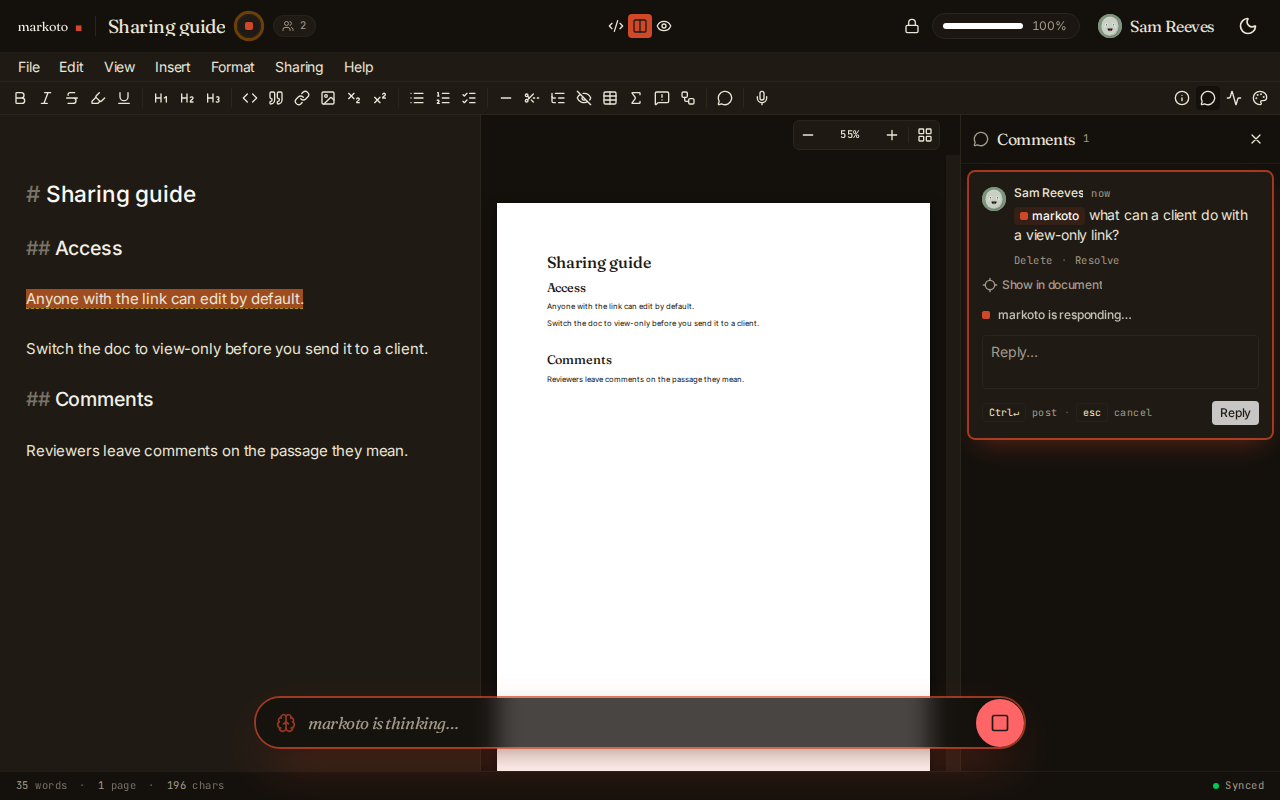 markoto
Sharing guide
2
100%
Sam Reeves
File Edit View Insert Format Sharing Help
H1 H2 H3
55%
Comments 1
# Sharing guide
## Access
Anyone with the link can edit by default.
Switch the doc to view-only before you send it to a client.
## Comments
Reviewers leave comments on the passage they mean.
Sharing guide
Access
Anyone with the link can edit by default.
Switch the doc to view-only before you send it to a client.
Comments
Reviewers leave comments on the passage they mean.
Sam Reeves now
markoto what can a client do with
a view-only link?
Delete · Resolve
Show in document
markoto is responding...
Reply...
Ctrl↵ post · esc cancel
Reply
markoto is thinking...
35 words · 1 page · 196 chars
Synced